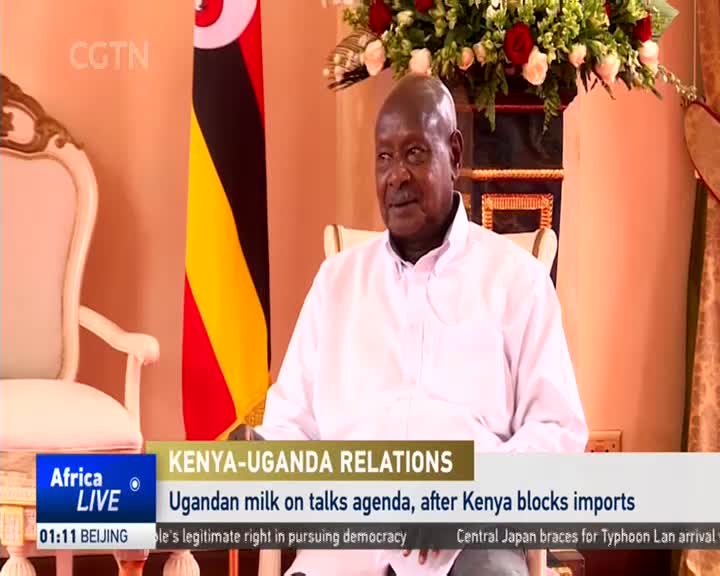 CGTN
KENYA-UGANDA RELATIONS
Africa
LIVE
Ugandan milk on talks agenda, after Kenya blocks imports
01:11 BEIJING
le's legitimate right in pursuing democracy Central Japan braces for Typhoon Lan arrival